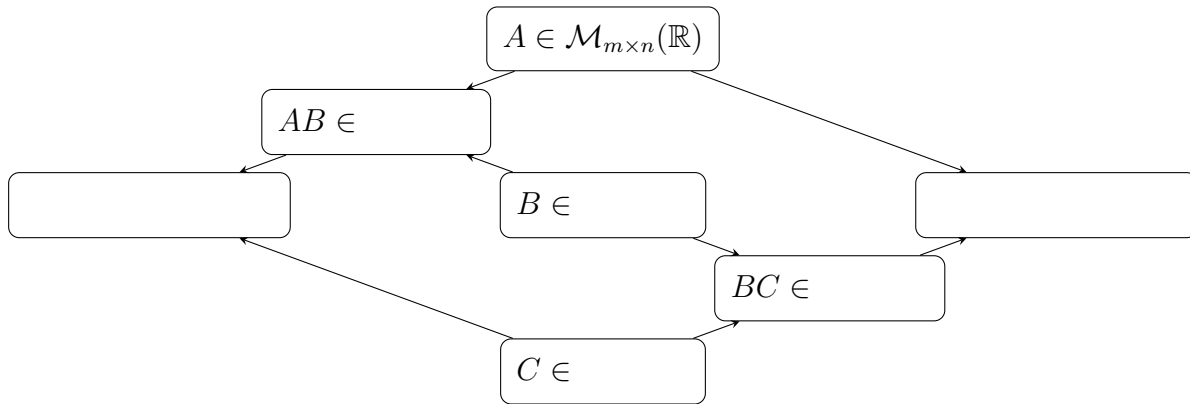 A ∈ ℳ_{m×n}(ℝ)
AB ∈
B ∈
BC ∈
C ∈